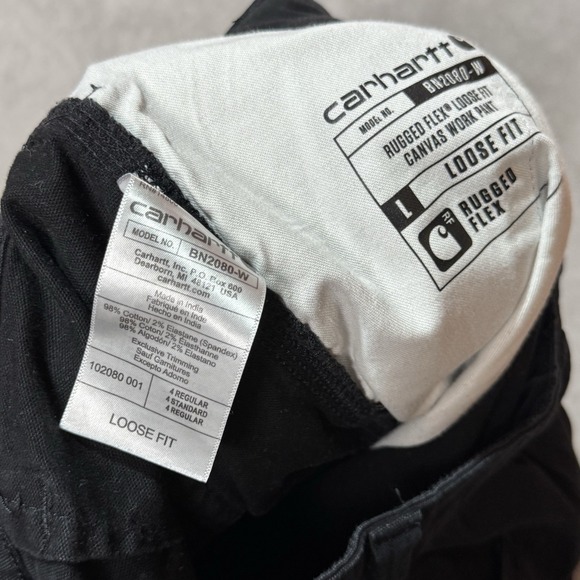 carhartt
MODEL NO. BN2080-W
RUGGED FLEX® LOOSE FIT
CANVAS WORK PANT
LOOSE FIT
L
RF
RUGGED
FLEX
carhartt
MODEL NO. BN2080-W
Carhartt, Inc. P.O. Box 600
Dearborn, MI 48121 USA
carhartt.com
Made in India
Fabriqué en Inde
Hecho en India
98% Cotton/ 2% Elastane (Spandex)
98% Coton/ 2% Élasthanne
98% Algodón/ 2% Elastano
Exclusive Trimming
Sauf Garnitures
Excepto Adorno
102080 001
4 REGULAR
4 STANDARD
4 REGULAR
LOOSE FIT